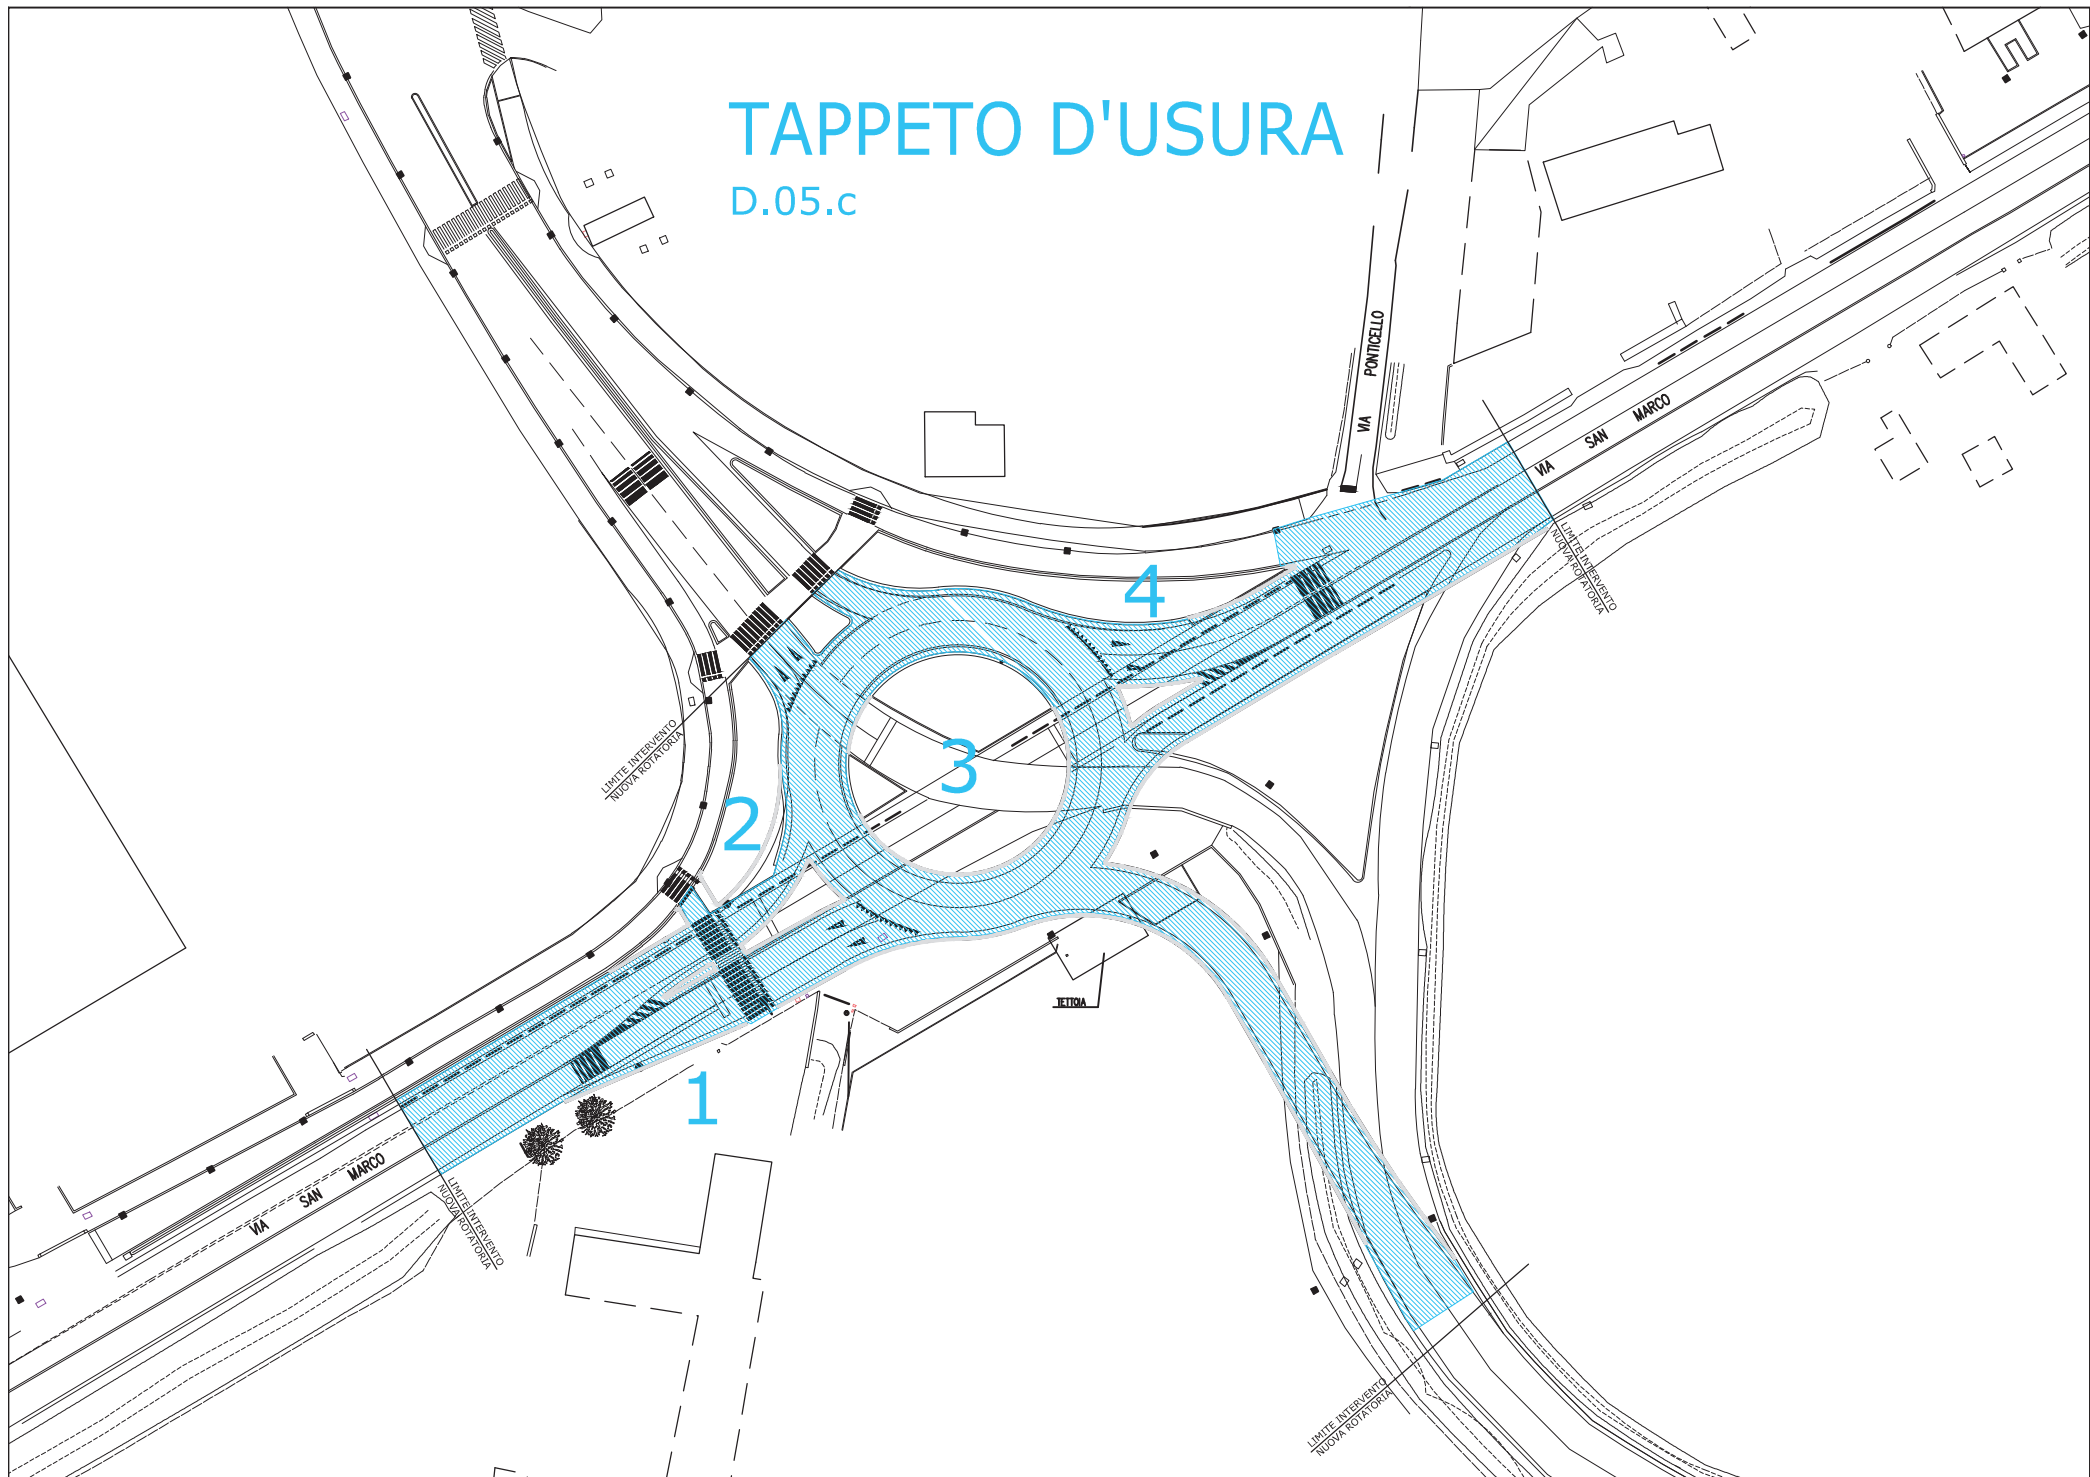 TAPPETO D'USURA
D.05.c
VIA PONTICELLO
VIA SAN MARCO
LIMITE INTERVENTO
NUOVA ROTATORIA
4
3
LIMITE INTERVENTO
NUOVA ROTATORIA
2
TETTOIA
1
VIA SAN MARCO
LIMITE INTERVENTO
NUOVA ROTATORIA
LIMITE INTERVENTO
NUOVA ROTATORIA